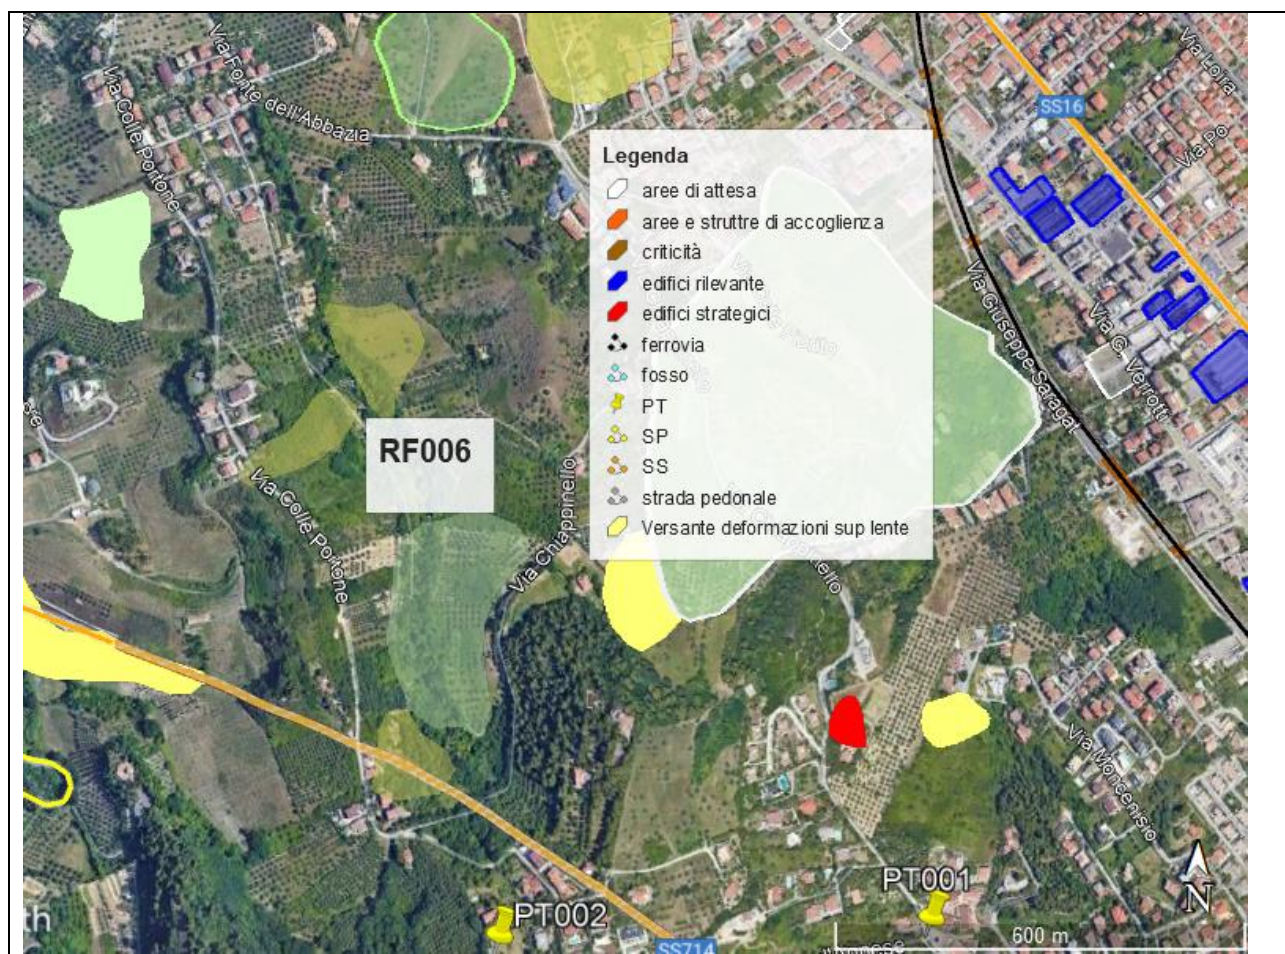 Via Fonte dell'Abbazia
Via Colle Portone
Via Loira
SS16
Via Po
Legenda
aree di attesa
aree e struttre di accoglienza
criticità
edifici rilevante
edifici strategici
ferrovia
fosso
PT
SP
SS
strada pedonale
Versante deformazioni sup lente
Via Giuseppe Saragat
Via G. Verrotti
RF006
Via Colle Portone
Via Chiappinello
Via Moncenisio
PT001
PT002
N
600 m
SS714